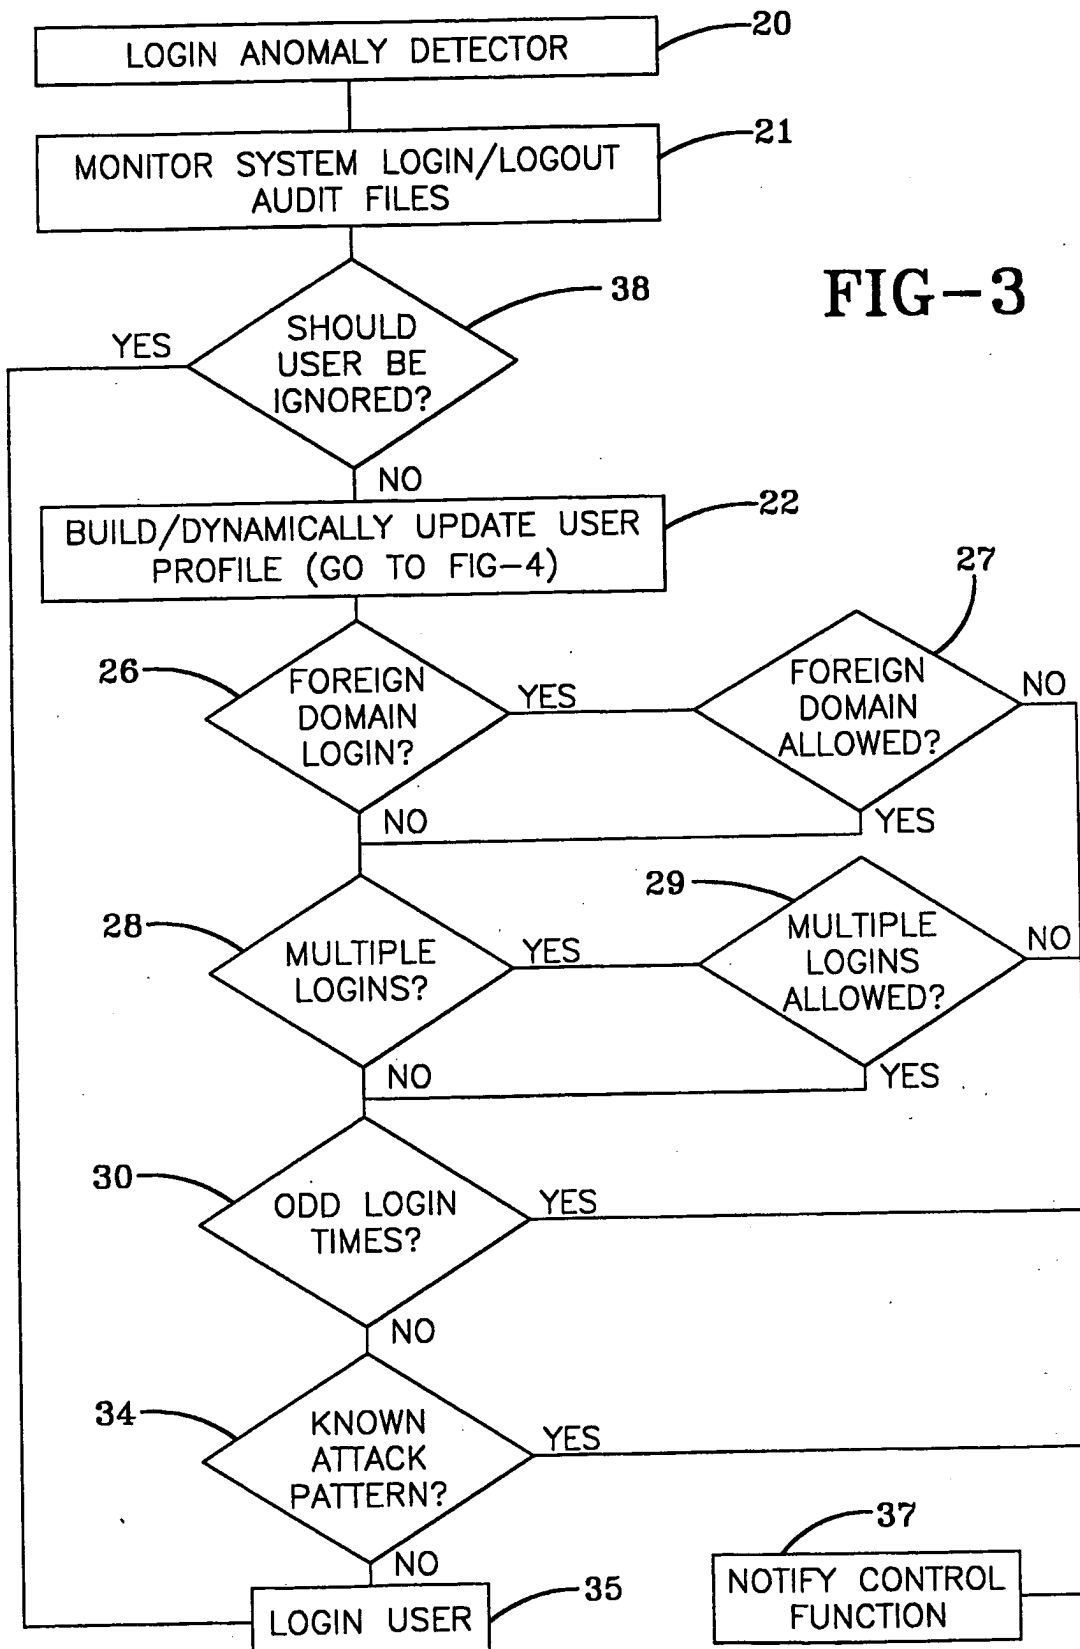 20
LOGIN ANOMALY DETECTOR
21
MONITOR SYSTEM LOGIN/LOGOUT
AUDIT FILES
FIG-3
38
YES
SHOULD
USER BE
IGNORED?
NO
22
BUILD/DYNAMICALLY UPDATE USER
PROFILE (GO TO FIG-4)
27
26
FOREIGN
DOMAIN
LOGIN?
YES
FOREIGN
DOMAIN
ALLOWED?
NO
NO
YES
29
28
MULTIPLE
LOGINS?
YES
MULTIPLE
LOGINS
ALLOWED?
NO
NO
YES
30
ODD LOGIN
TIMES?
YES
NO
34
KNOWN
ATTACK
PATTERN?
YES
NO
37
35
LOGIN USER
NOTIFY CONTROL
FUNCTION